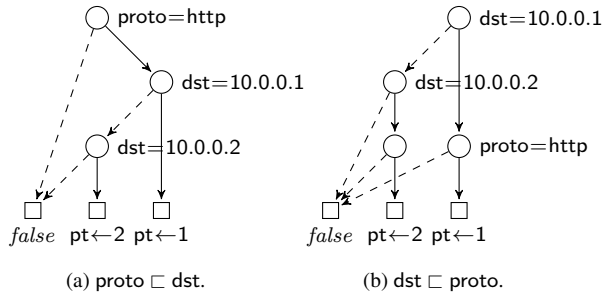 proto=http
dst=10.0.0.1
dst=10.0.0.2
false pt←2 pt←1
(a) proto ⊏ dst.
dst=10.0.0.1
dst=10.0.0.2
proto=http
false pt←2 pt←1
(b) dst ⊏ proto.